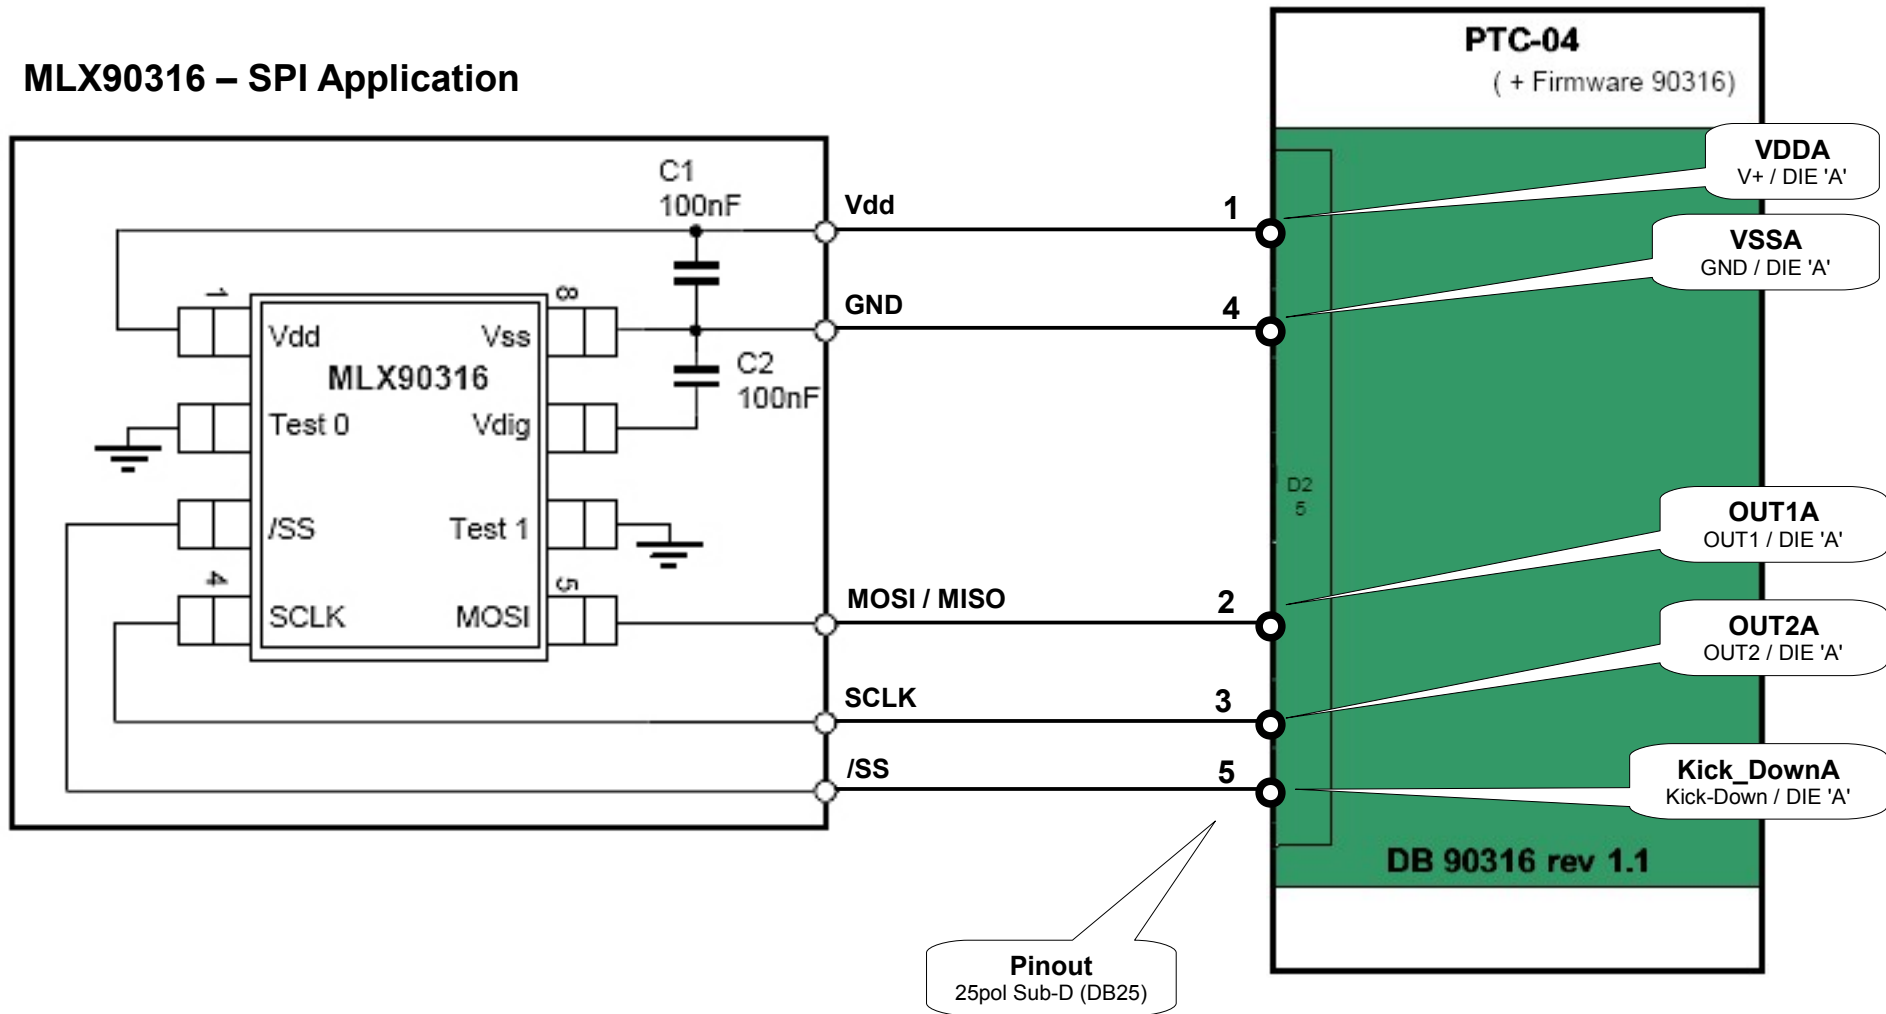 MLX90316 – SPI Application
PTC-04
( + Firmware 90316)
VDDA
V+ / DIE 'A'
VSSA
GND / DIE 'A'
C1
100nF
Vdd
1
GND
4
1
8
Vdd
Vss
MLX90316
C2
100nF
Test 0
Vdig
D2
5
/SS
Test 1
OUT1A
OUT1 / DIE 'A'
4
5
SCLK
MOSI
MOSI / MISO
2
OUT2A
OUT2 / DIE 'A'
SCLK
3
/SS
5
Kick_DownA
Kick-Down / DIE 'A'
DB 90316 rev 1.1
Pinout
25pol Sub-D (DB25)